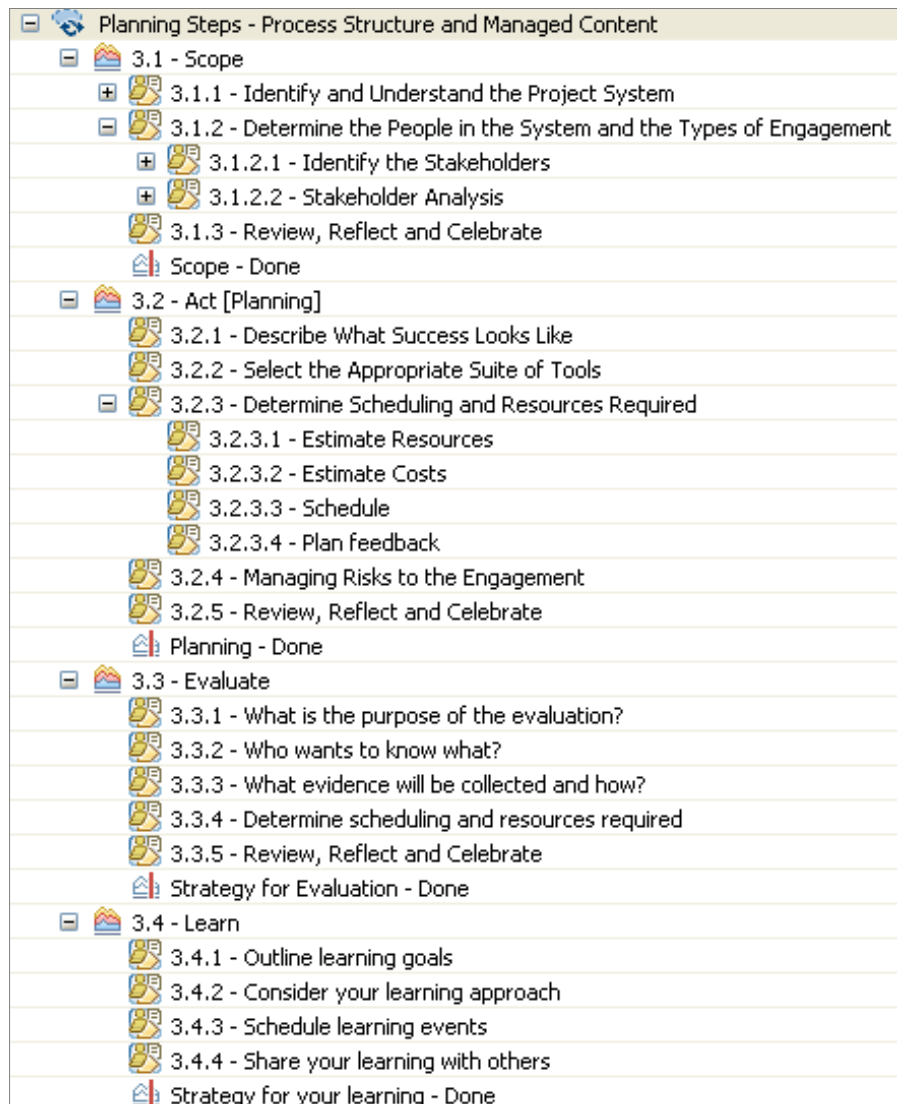 Planning Steps - Process Structure and Managed Content
3.1 - Scope
3.1.1 - Identify and Understand the Project System
3.1.2 - Determine the People in the System and the Types of Engagement
3.1.2.1 - Identify the Stakeholders
3.1.2.2 - Stakeholder Analysis
3.1.3 - Review, Reflect and Celebrate
Scope - Done
3.2 - Act [Planning]
3.2.1 - Describe What Success Looks Like
3.2.2 - Select the Appropriate Suite of Tools
3.2.3 - Determine Scheduling and Resources Required
3.2.3.1 - Estimate Resources
3.2.3.2 - Estimate Costs
3.2.3.3 - Schedule
3.2.3.4 - Plan feedback
3.2.4 - Managing Risks to the Engagement
3.2.5 - Review, Reflect and Celebrate
Planning - Done
3.3 - Evaluate
3.3.1 - What is the purpose of the evaluation?
3.3.2 - Who wants to know what?
3.3.3 - What evidence will be collected and how?
3.3.4 - Determine scheduling and resources required
3.3.5 - Review, Reflect and Celebrate
Strategy for Evaluation - Done
3.4 - Learn
3.4.1 - Outline learning goals
3.4.2 - Consider your learning approach
3.4.3 - Schedule learning events
3.4.4 - Share your learning with others
Strategy for your learning - Done